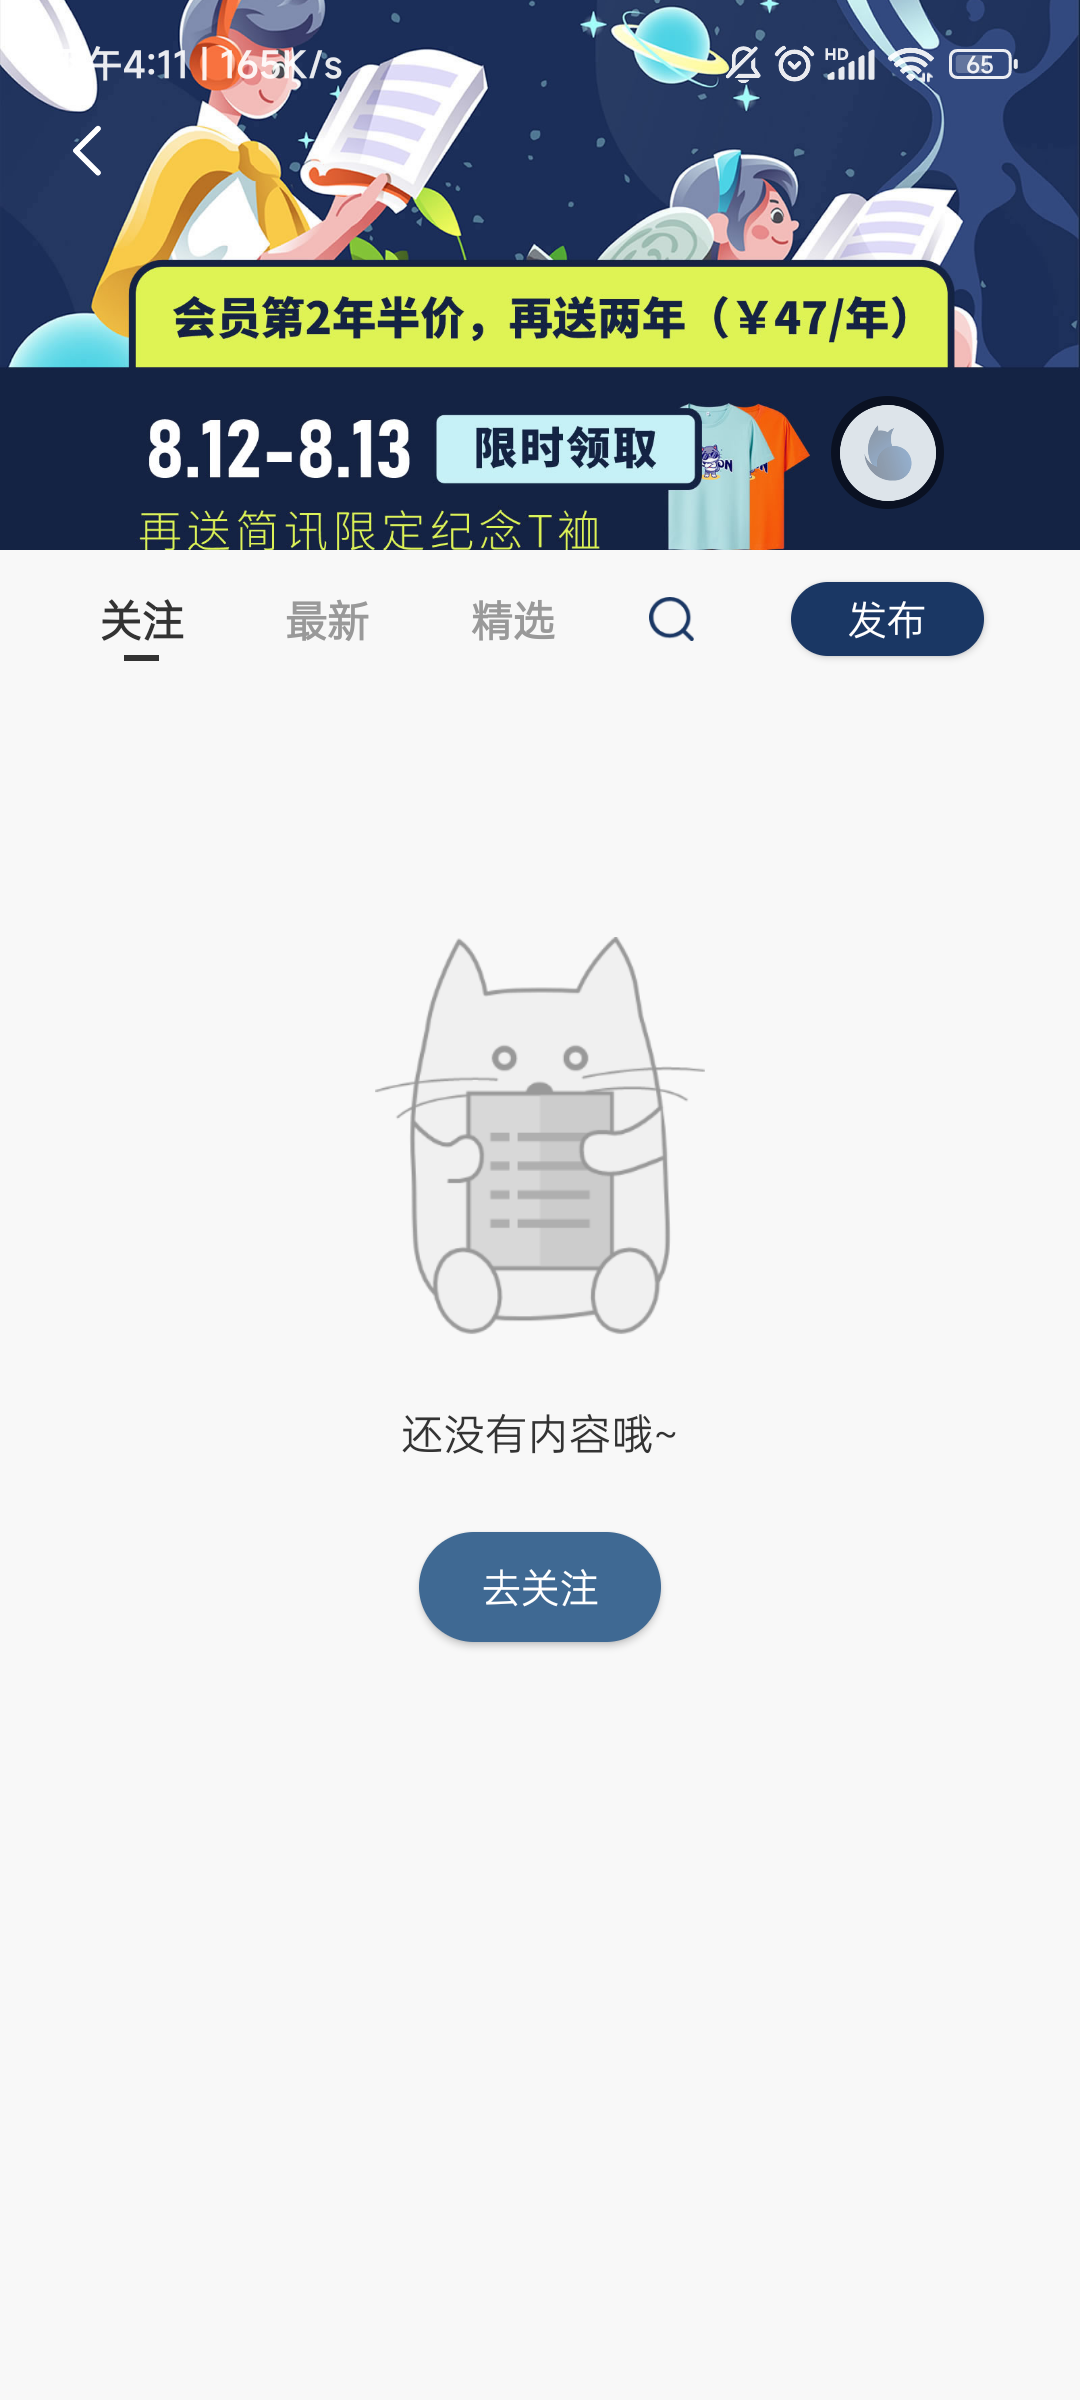 午4:11 | 165K/s
HD
65
会员第2年半价，再送两年（￥47/年）
8.12-8.13 限时领取
再送简讯限定纪念T裇
关注 最新 精选 发布
还没有内容哦~
去关注